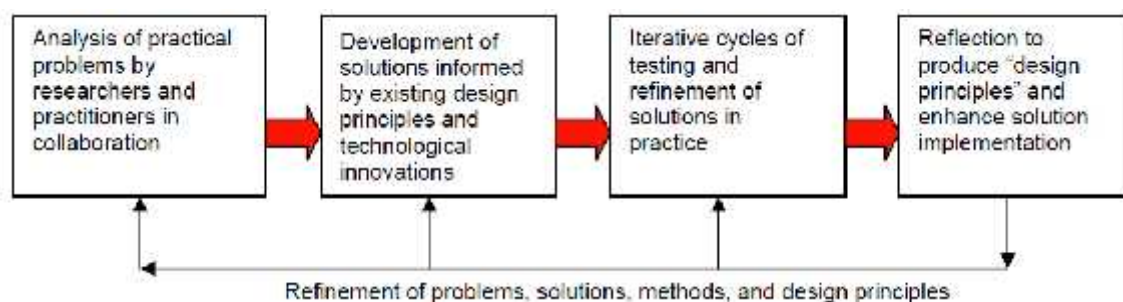 Analysis of practical
problems by
researchers and
practitioners in
collaboration
Development of
solutions informed
by existing design
principles and
technological
innovations
Iterative cycles of
testing and
refinement of
solutions in
practice
Reflection to
produce “design
principles” and
enhance solution
implementation
Refinement of problems, solutions, methods, and design principles